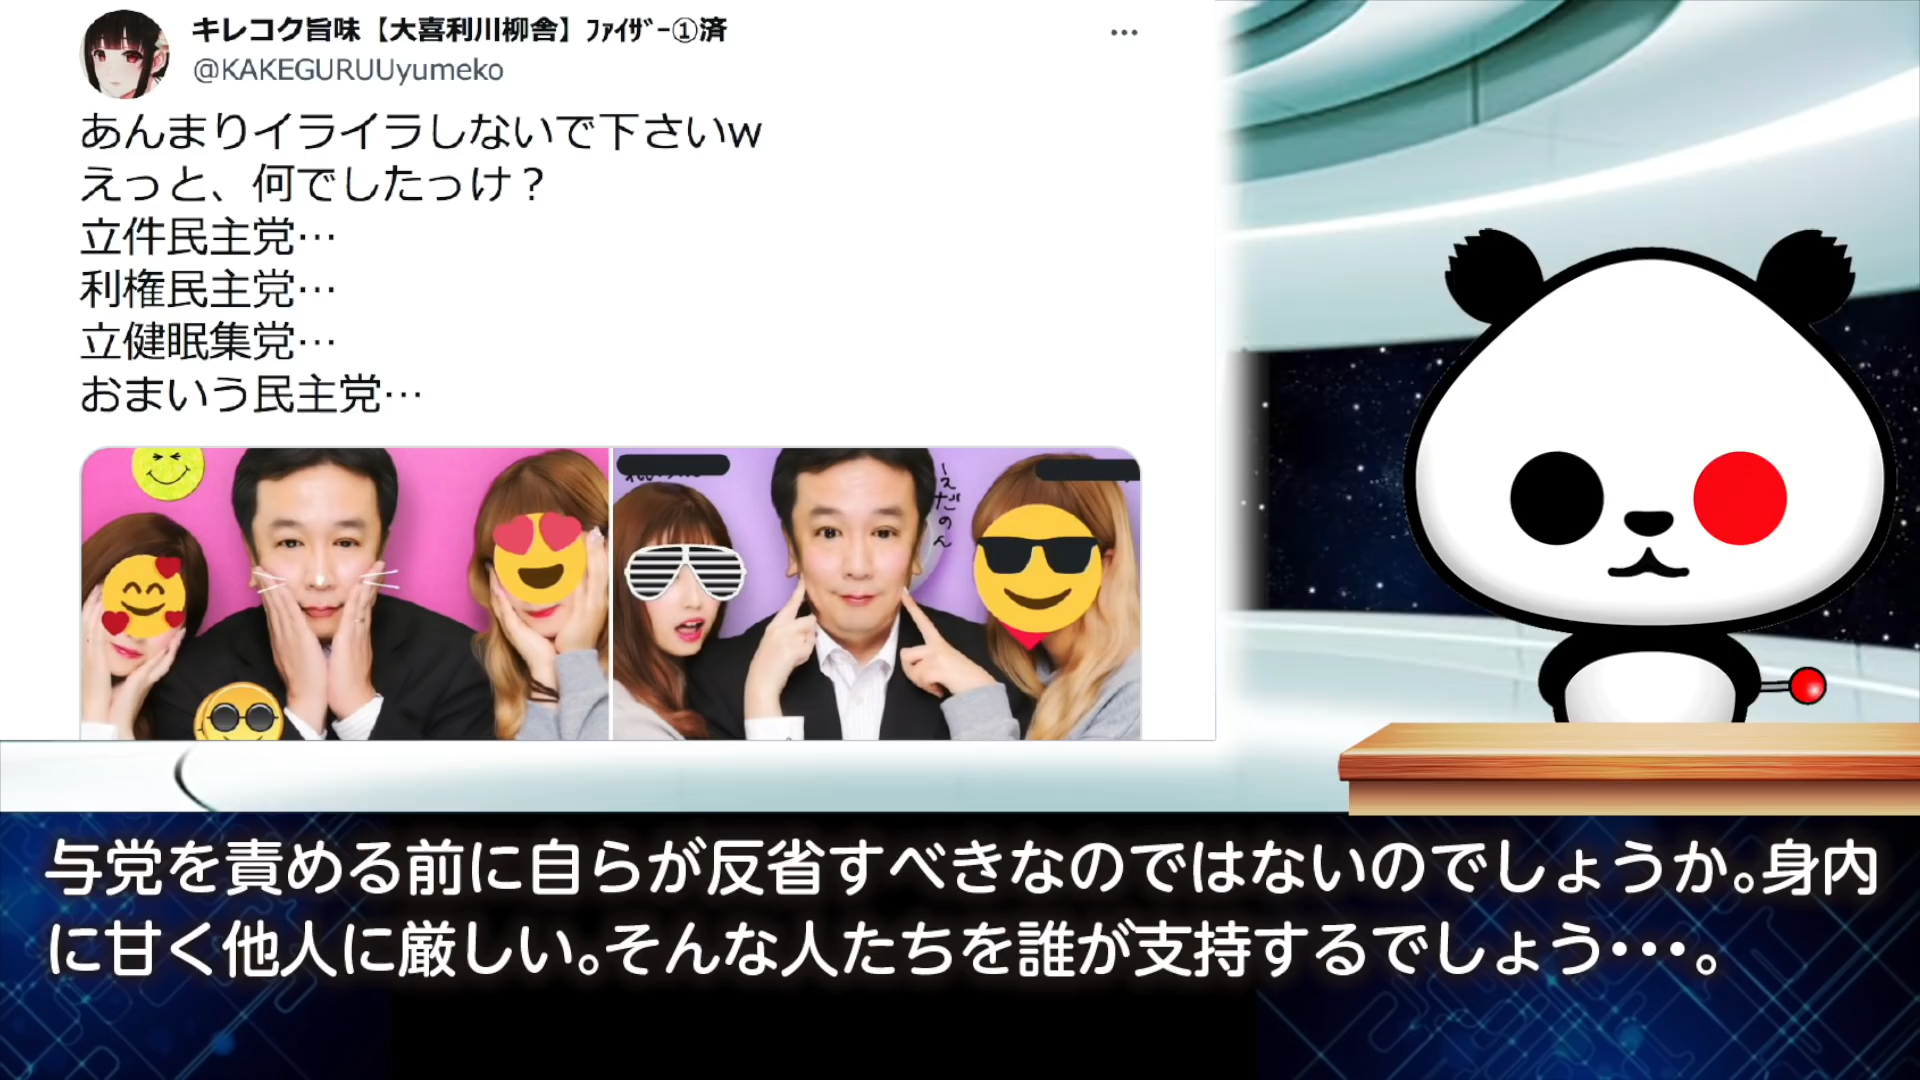 キレコク旨味【大喜利川柳舎】ﾌｧｲｻﾞｰ①済
@KAKEGURUUyumeko
あんまりイライラしないで下さいw
えっと、何でしたっけ？
立件民主党…
利権民主党…
立健眠集党…
おまいう民主党…
えだのん
与党を責める前に自らが反省すべきなのではないのでしょうか。身内
に甘く他人に厳しい。そんな人たちを誰が支持するでしょう・・・。